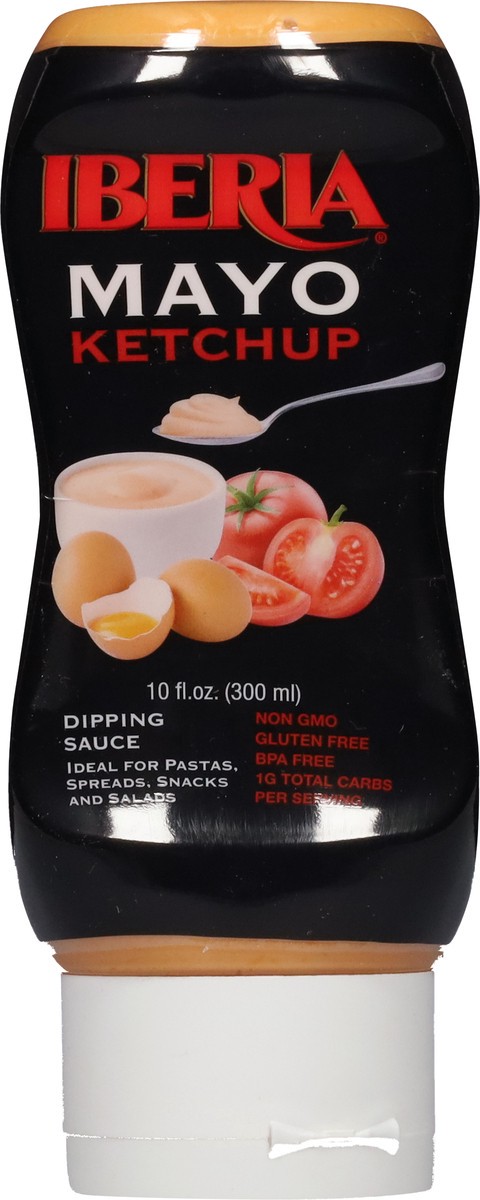 IBERIA®
MAYO
KETCHUP
10 fl.oz. (300 ml)
DIPPING
SAUCE
IDEAL FOR PASTAS,
SPREADS, SNACKS
AND SALADS
NON GMO
GLUTEN FREE
BPA FREE
1G TOTAL CARBS
PER SERVING